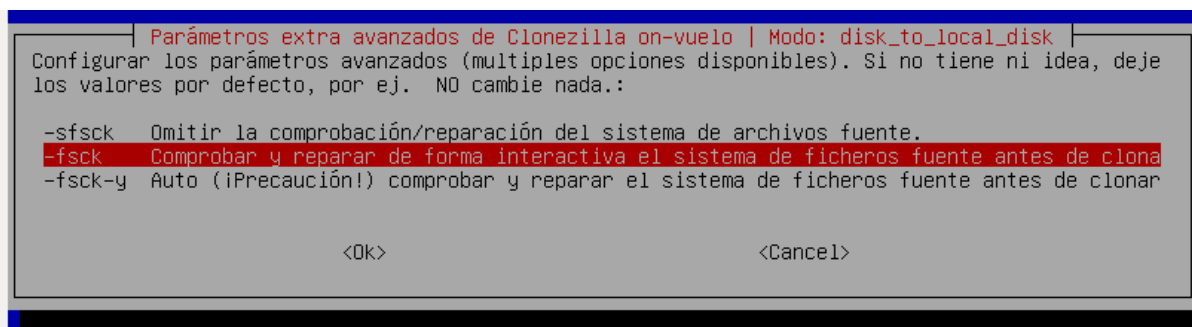 Parámetros extra avanzados de Clonezilla on-vuelo | Modo: disk_to_local_disk
Configurar los parámetros avanzados (multiples opciones disponibles). Si no tiene ni idea, deje
los valores por defecto, por ej.  NO cambie nada.:
-sfsck   Omitir la comprobación/reparación del sistema de archivos fuente.
-fsck    Comprobar y reparar de forma interactiva el sistema de ficheros fuente antes de clona
-fsck-y  Auto (¡Precaución!) comprobar y reparar el sistema de ficheros fuente antes de clonar
<Ok> <Cancel>